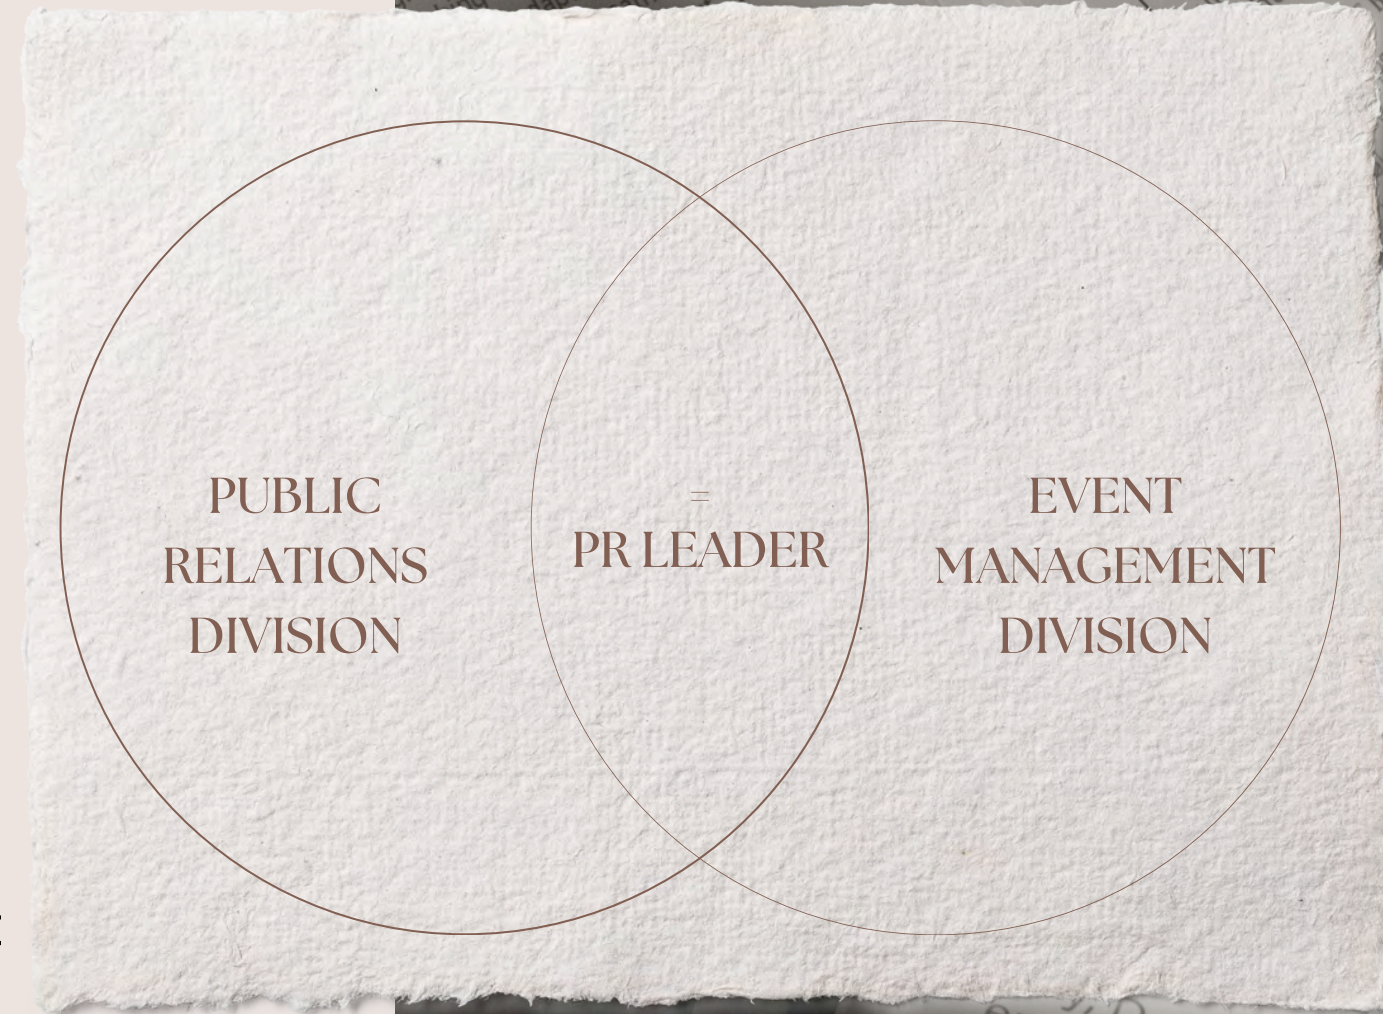 PUBLIC
RELATIONS
DIVISION
=
PR LEADER
EVENT
MANAGEMENT
DIVISION